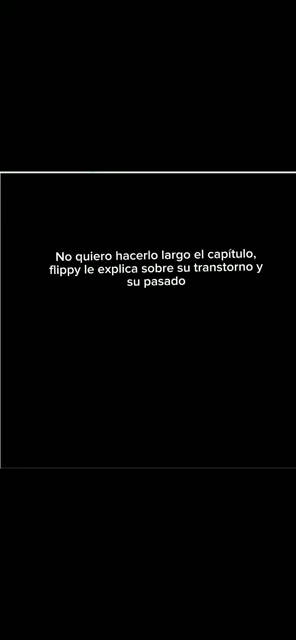 No quiero hacerlo largo el capítulo,
flippy le explica sobre su transtorno y
su pasado